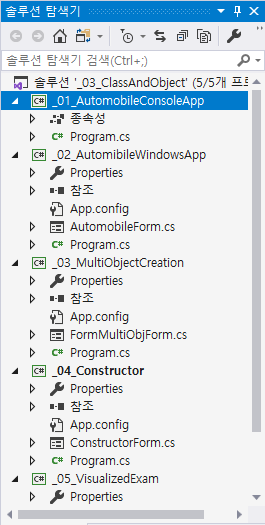 솔루션 탐색기
솔루션 탐색기 검색(Ctrl+;)
솔루션 '_03_ClassAndObject' (5/5개 프로
_01_AutomobileConsoleApp
종속성
Program.cs
_02_AutomibileWindowsApp
Properties
참조
App.config
AutomobileForm.cs
Program.cs
_03_MultiObjectCreation
Properties
참조
App.config
FormMultiObjForm.cs
Program.cs
_04_Constructor
Properties
참조
App.config
ConstructorForm.cs
Program.cs
_05_VisualizedExam
Properties